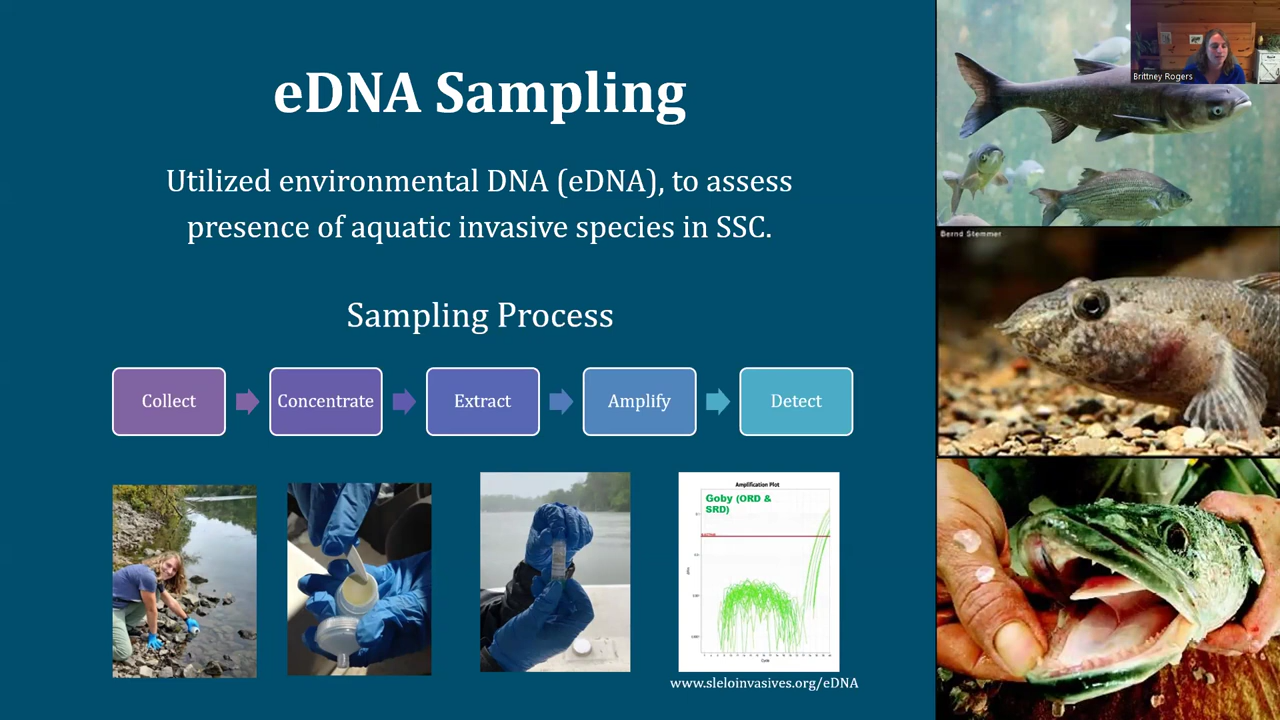 eDNA Sampling
Utilized environmental DNA (eDNA), to assess
presence of aquatic invasive species in SSC.
Sampling Process
Collect
Concentrate
Extract
Amplify
Detect
Amplification Plot
Goby (ORD &
SRD)
Cycle
www.sleloinvasives.org/eDNA
Brittney Rogers
Bernd Stemmer